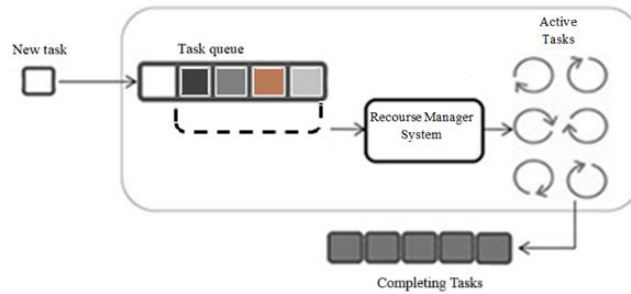 Active
Tasks
New task
Task queue
Recourse Manager
System
Completing Tasks